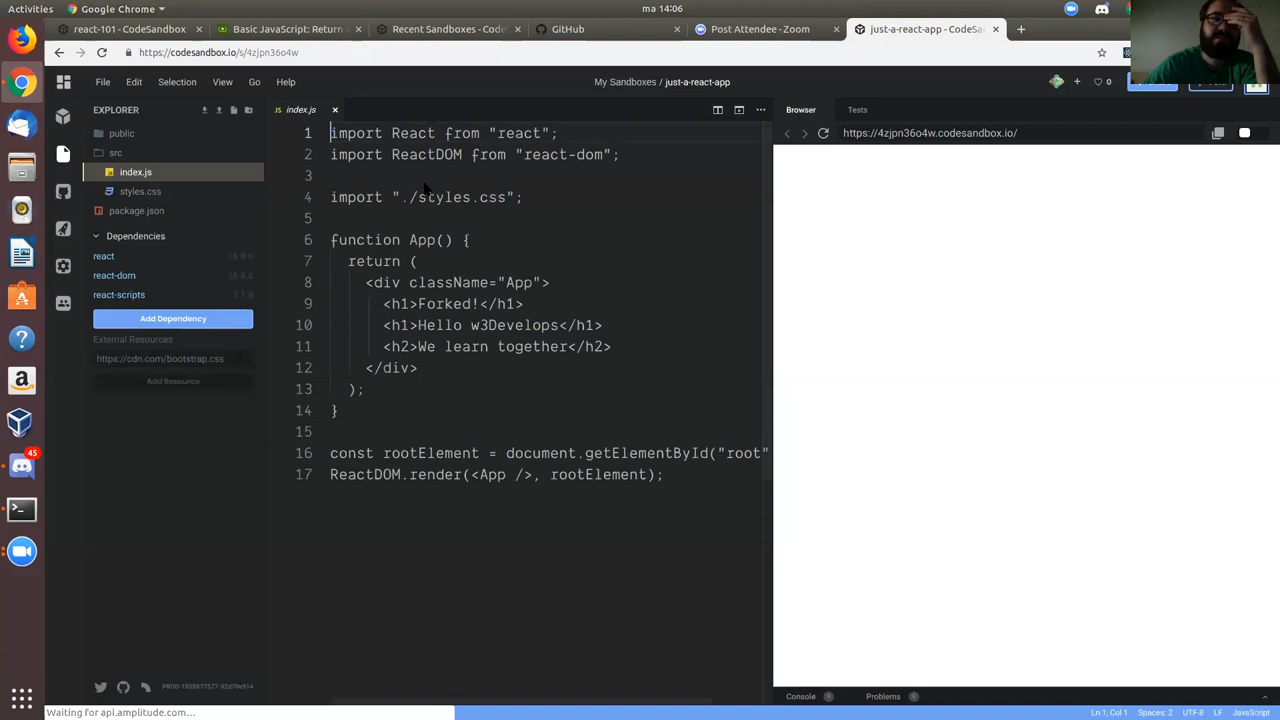 Activities
Google Chrome
ma 14:06
react-101 - CodeSandbox
Basic JavaScript: Return
Recent Sandboxes - Code
GitHub
Post Attendee - Zoom
just-a-react-app - CodeSa
https://codesandbox.io/s/4zjpn36o4w
File Edit Selection View Go Help
My Sandboxes / just-a-react-app
0
EXPLORER
public
src
index.js
styles.css
package.json
Dependencies
react
react-dom
react-scripts
Add Dependency
External Resources
https://cdn.com/bootstrap.css
Add Resource
45
JS index.js
1 import React from "react";
2 import ReactDOM from "react-dom";
3
4 import "./styles.css";
5
6 function App() {
7 return (
8 <div className="App">
9 <h1>Forked!</h1>
10 <h1>Hello w3Develops</h1>
11 <h2>We learn together</h2>
12 </div>
13 );
14 }
15
16 const rootElement = document.getElementById("root"
17 ReactDOM.render(<App />, rootElement);
Browser Tests
https://4zjpn36o4w.codesandbox.io/
Console
Problems
Waiting for api.amplitude.com...
Ln 1, Col 1 Spaces: 2 UTF-8 LF JavaScript